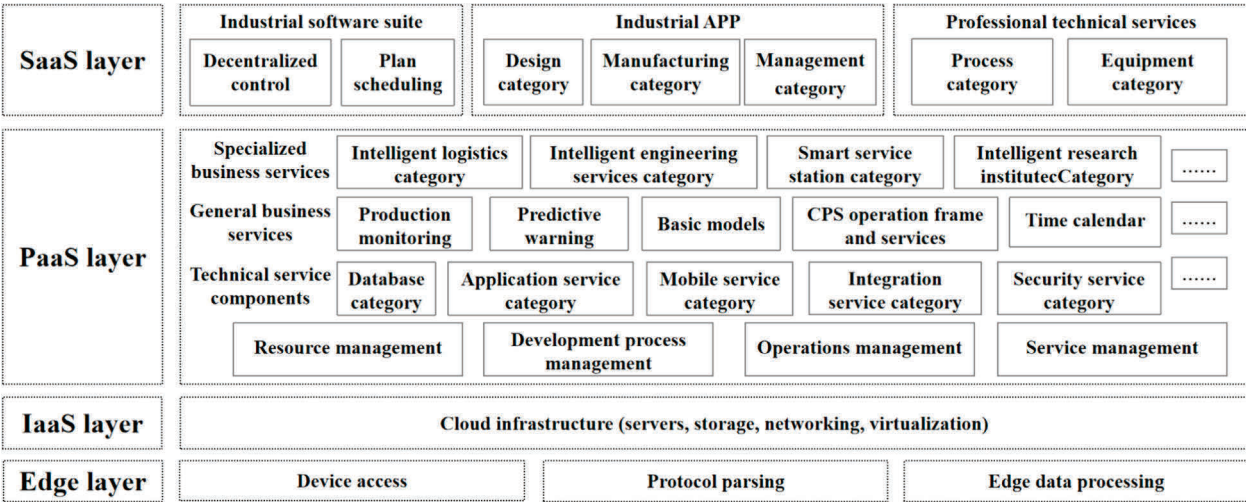 SaaS layer
Industrial software suite
Decentralized
control
Plan
scheduling
Industrial APP
Design
category
Manufacturing
category
Management
category
Professional technical services
Process
category
Equipment
category
PaaS layer
Specialized
business services
Intelligent logistics
category
Intelligent engineering
services category
Smart service
station category
Intelligent research
institutecCategory
......
General business
services
Production
monitoring
Predictive
warning
Basic models
CPS operation frame
and services
Time calendar
......
Technical service
components
Database
category
Application service
category
Mobile service
category
Integration
service category
Security service
category
......
Resource management
Development process
management
Operations management
Service management
IaaS layer
Cloud infrastructure (servers, storage, networking, virtualization)
Edge layer
Device access
Protocol parsing
Edge data processing